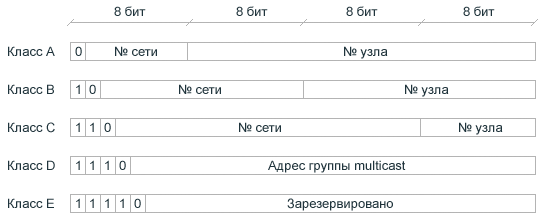 8 бит 8 бит 8 бит 8 бит
Класс A 0 № сети № узла
Класс B 1 0 № сети № узла
Класс C 1 1 0 № сети № узла
Класс D 1 1 1 0 Адрес группы multicast
Класс E 1 1 1 1 0 Зарезервировано